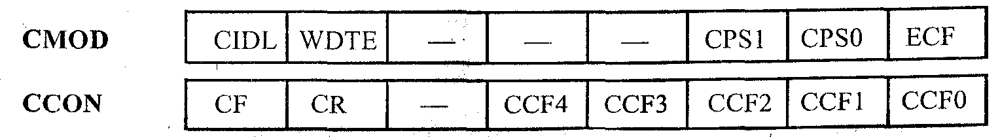 CMOD CIDL WDTE — — — CPS1 CPS0 ECF
CCON CF CR — CCF4 CCF3 CCF2 CCF1 CCF0